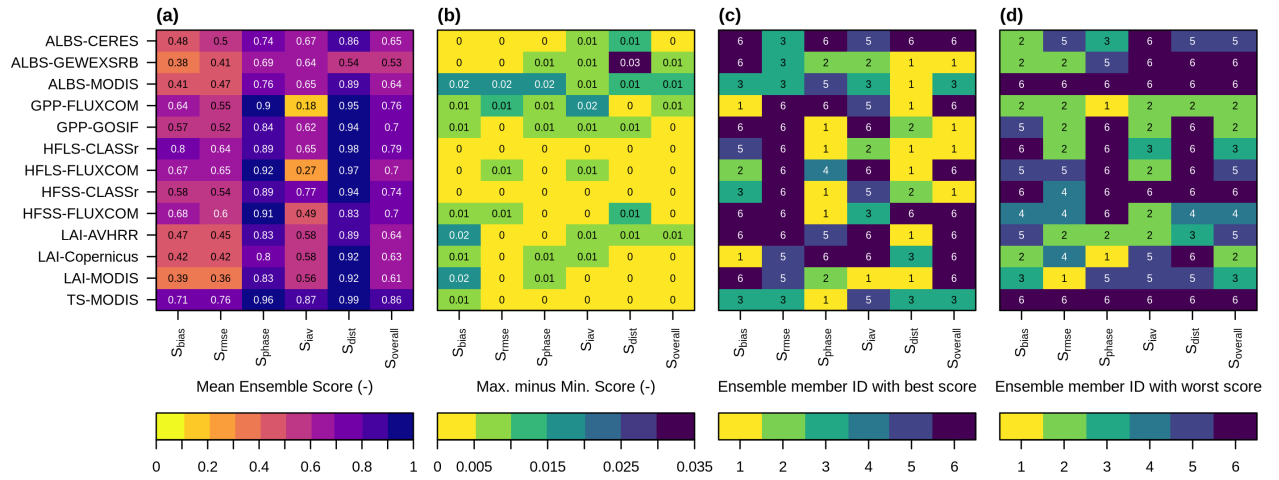 (a) (b) (c) (d)
ALBS-CERES 0.48 0.5 0.74 0.67 0.86 0.65 0 0 0 0.01 0.01 0 6 3 6 5 6 6 2 5 3 6 5 5
ALBS-GEWEXSRB 0.38 0.41 0.69 0.64 0.54 0.53 0 0 0.01 0.01 0.03 0.01 6 3 2 2 1 1 2 2 5 6 6 6
ALBS-MODIS 0.41 0.47 0.76 0.65 0.89 0.64 0.02 0.02 0.02 0.01 0.01 0.01 3 3 5 3 1 3 6 6 6 6 6 6
GPP-FLUXCOM 0.64 0.55 0.9 0.18 0.95 0.76 0.01 0.01 0.01 0.02 0 0.01 1 6 6 5 1 6 2 2 1 2 2 2
GPP-GOSIF 0.57 0.52 0.84 0.62 0.94 0.7 0.01 0 0.01 0.01 0.01 0 6 6 1 6 2 1 5 2 6 2 6 2
HFLS-CLASSr 0.8 0.64 0.89 0.65 0.98 0.79 0 0 0 0 0 0 5 6 1 2 1 1 6 2 6 3 6 3
HFLS-FLUXCOM 0.67 0.65 0.92 0.27 0.97 0.7 0 0.01 0 0.01 0 0 2 6 4 6 1 6 5 5 6 2 6 5
HFSS-CLASSr 0.58 0.54 0.89 0.77 0.94 0.74 0 0 0 0 0 0 3 6 1 5 2 1 6 4 6 6 6 6
HFSS-FLUXCOM 0.68 0.6 0.91 0.49 0.83 0.7 0.01 0.01 0 0 0.01 0 6 6 1 3 6 6 4 4 6 2 4 4
LAI-AVHRR 0.47 0.45 0.83 0.58 0.89 0.64 0.02 0 0 0.01 0.01 0.01 6 6 5 6 1 6 5 2 2 2 3 5
LAI-Copernicus 0.42 0.42 0.8 0.58 0.92 0.63 0.01 0 0.01 0.01 0 0 1 5 6 6 3 6 2 4 1 5 6 2
LAI-MODIS 0.39 0.36 0.83 0.56 0.92 0.61 0.02 0 0.01 0 0 0 6 5 2 1 1 6 3 1 5 5 5 3
TS-MODIS 0.71 0.76 0.96 0.87 0.99 0.86 0.01 0 0 0 0 0 3 3 1 5 3 3 6 6 6 6 6 6
Sbias Srmse Sphase Siav Sdist Soverall Sbias Srmse Sphase Siav Sdist Soverall Sbias Srmse Sphase Siav Sdist Soverall Sbias Srmse Sphase Siav Sdist Soverall
Mean Ensemble Score (-) Max. minus Min. Score (-) Ensemble member ID with best score Ensemble member ID with worst score
0 0.2 0.4 0.6 0.8 1 0 0.005 0.015 0.025 0.035 1 2 3 4 5 6 1 2 3 4 5 6